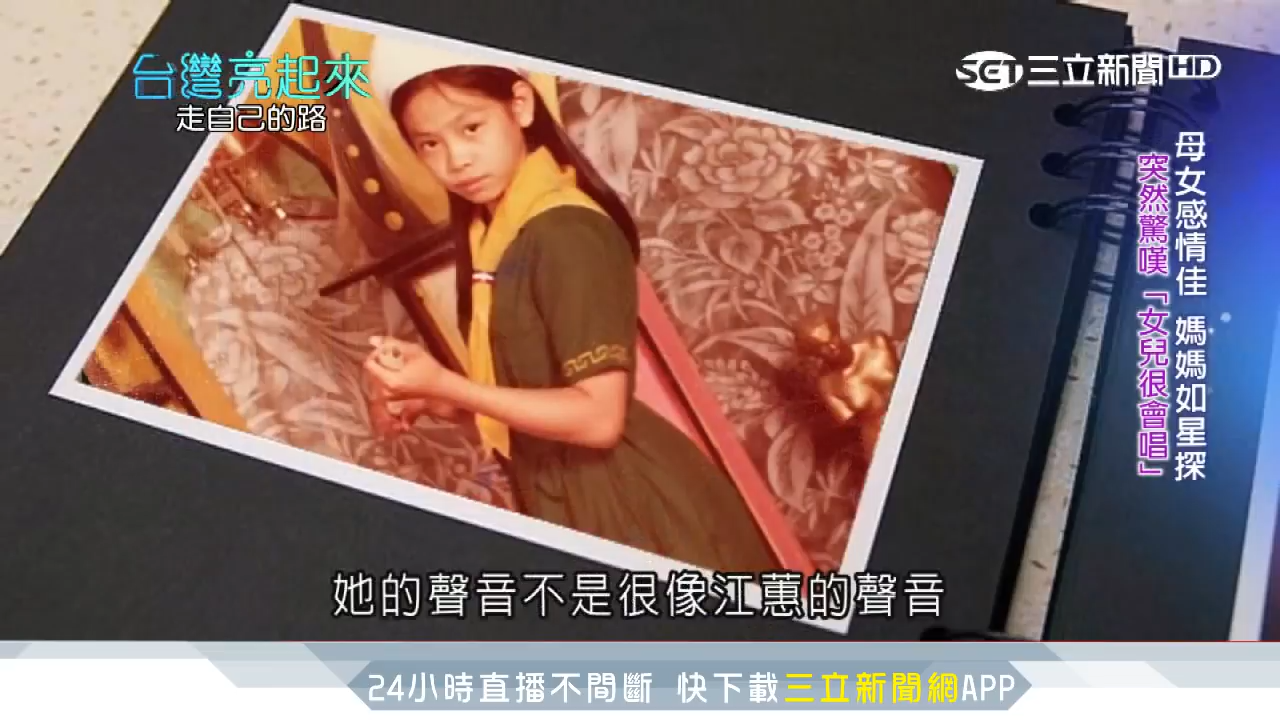 台灣亮起來
走自己的路
SET三立新聞HD
母女感情佳 媽媽如星探
突然驚嘆「女兒很會唱」
她的聲音不是很像江蕙的聲音
24小時直播不間斷 快下載三立新聞網APP